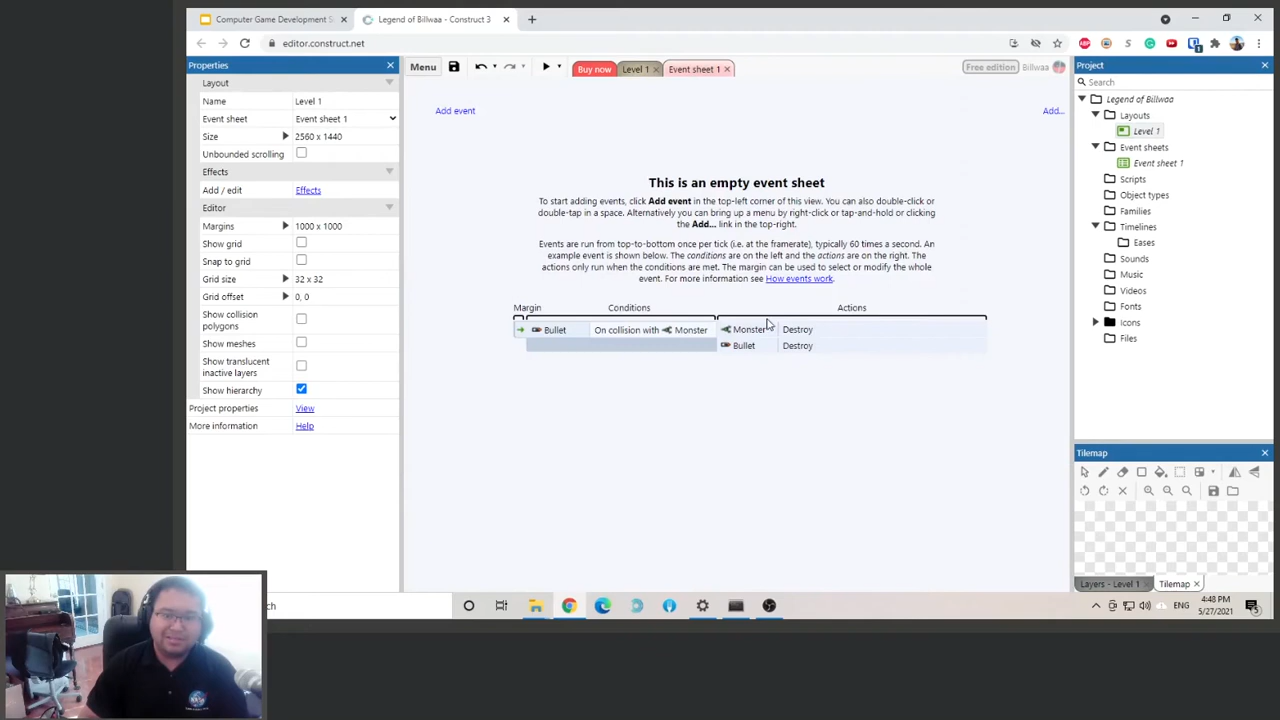 Computer Game Development S
Legend of Billwaa - Construct 3
editor.construct.net
Properties
Layout
Name Level 1
Event sheet Event sheet 1
Size 2560 x 1440
Unbounded scrolling
Effects
Add / edit Effects
Editor
Margins 1000 x 1000
Show grid
Snap to grid
Grid size 32 x 32
Grid offset 0, 0
Show collision
polygons
Show meshes
Show translucent
inactive layers
Show hierarchy
Project properties View
More information Help
Menu
Buy now
Level 1
Event sheet 1
Free edition
Billwaa
Add event
Add...
This is an empty event sheet
To start adding events, click Add event in the top-left corner of this view. You can also double-click or
double-tap in a space. Alternatively you can bring up a menu by right-click or tap-and-hold or clicking
the Add... link in the top-right.
Events are run from top-to-bottom once per tick (i.e. at the framerate), typically 60 times a second. An
example event is shown below. The conditions are on the left and the actions are on the right. The
actions only run when the conditions are met. The margin can be used to select or modify the whole
event. For more information see How events work.
Margin Conditions Actions
Bullet On collision with Monster Monster Destroy
Bullet Destroy
Project
Search
Legend of Billwaa
Layouts
Level 1
Event sheets
Event sheet 1
Scripts
Object types
Families
Timelines
Eases
Sounds
Music
Videos
Fonts
Icons
Files
Tilemap
Layers - Level 1
Tilemap
ch
ENG
4:48 PM
5/27/2021
NASA